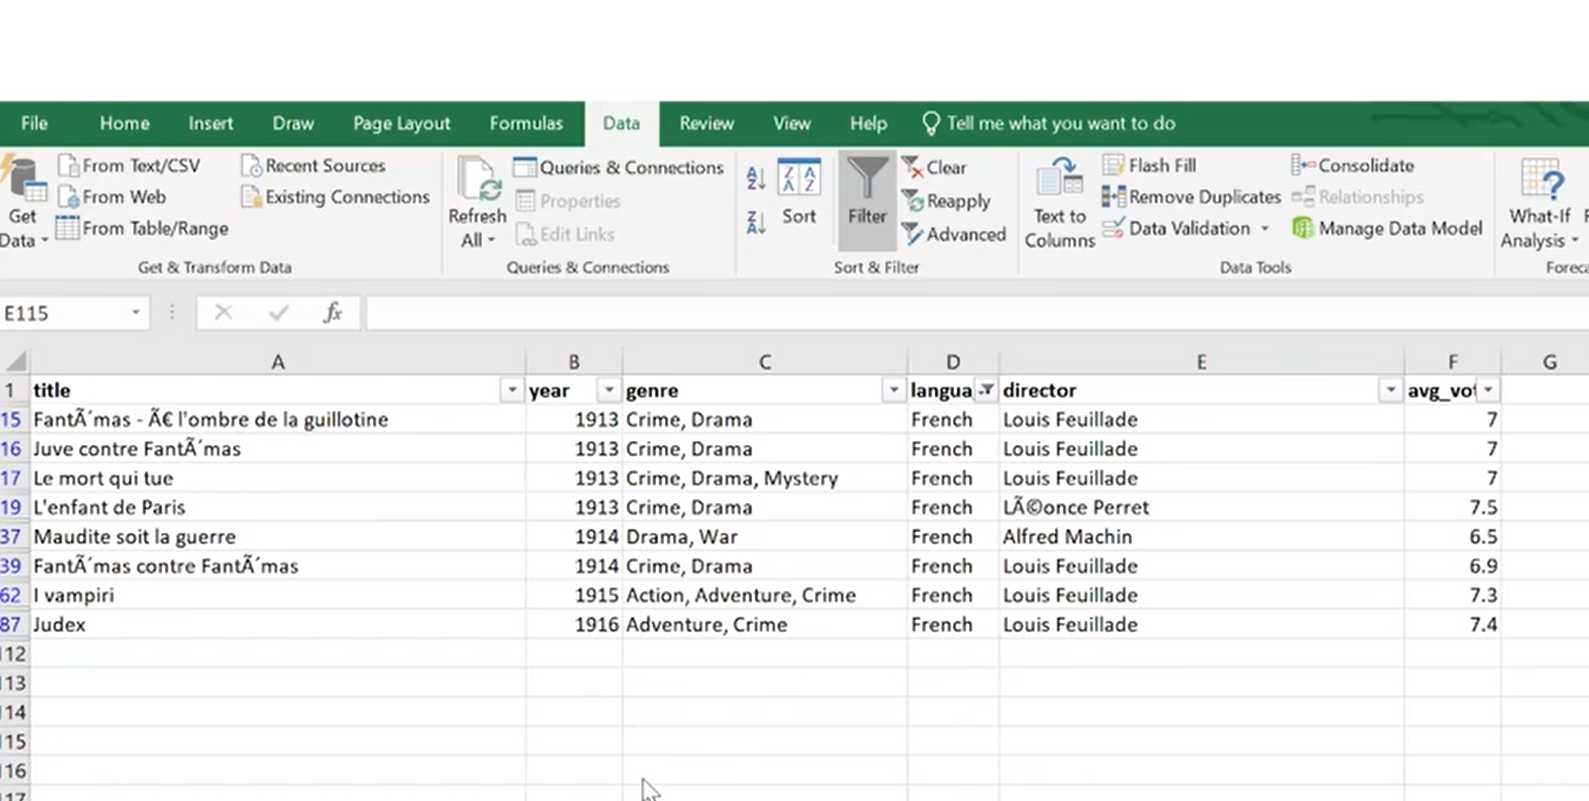 File Home Insert Draw Page Layout Formulas Data Review View Help Tell me what you want to do
From Text/CSV Recent Sources Queries & Connections Clear Flash Fill Consolidate
From Web Existing Connections Properties Reapply Remove Duplicates Relationships
Get Refresh Sort Filter Text to What-If
Data From Table/Range All Edit Links Advanced Columns Data Validation Manage Data Model Analysis
Get & Transform Data Queries & Connections Sort & Filter Data Tools Foreca
E115 fx
A B C D E F G
1 title year genre langua director avg_vot
15 FantÃ´mas - Ã€ l'ombre de la guillotine 1913 Crime, Drama French Louis Feuillade 7
16 Juve contre FantÃ´mas 1913 Crime, Drama French Louis Feuillade 7
17 Le mort qui tue 1913 Crime, Drama, Mystery French Louis Feuillade 7
19 L'enfant de Paris 1913 Crime, Drama French LÃ©once Perret 7.5
37 Maudite soit la guerre 1914 Drama, War French Alfred Machin 6.5
39 FantÃ´mas contre FantÃ´mas 1914 Crime, Drama French Louis Feuillade 6.9
62 I vampiri 1915 Action, Adventure, Crime French Louis Feuillade 7.3
87 Judex 1916 Adventure, Crime French Louis Feuillade 7.4
112
113
114
115
116